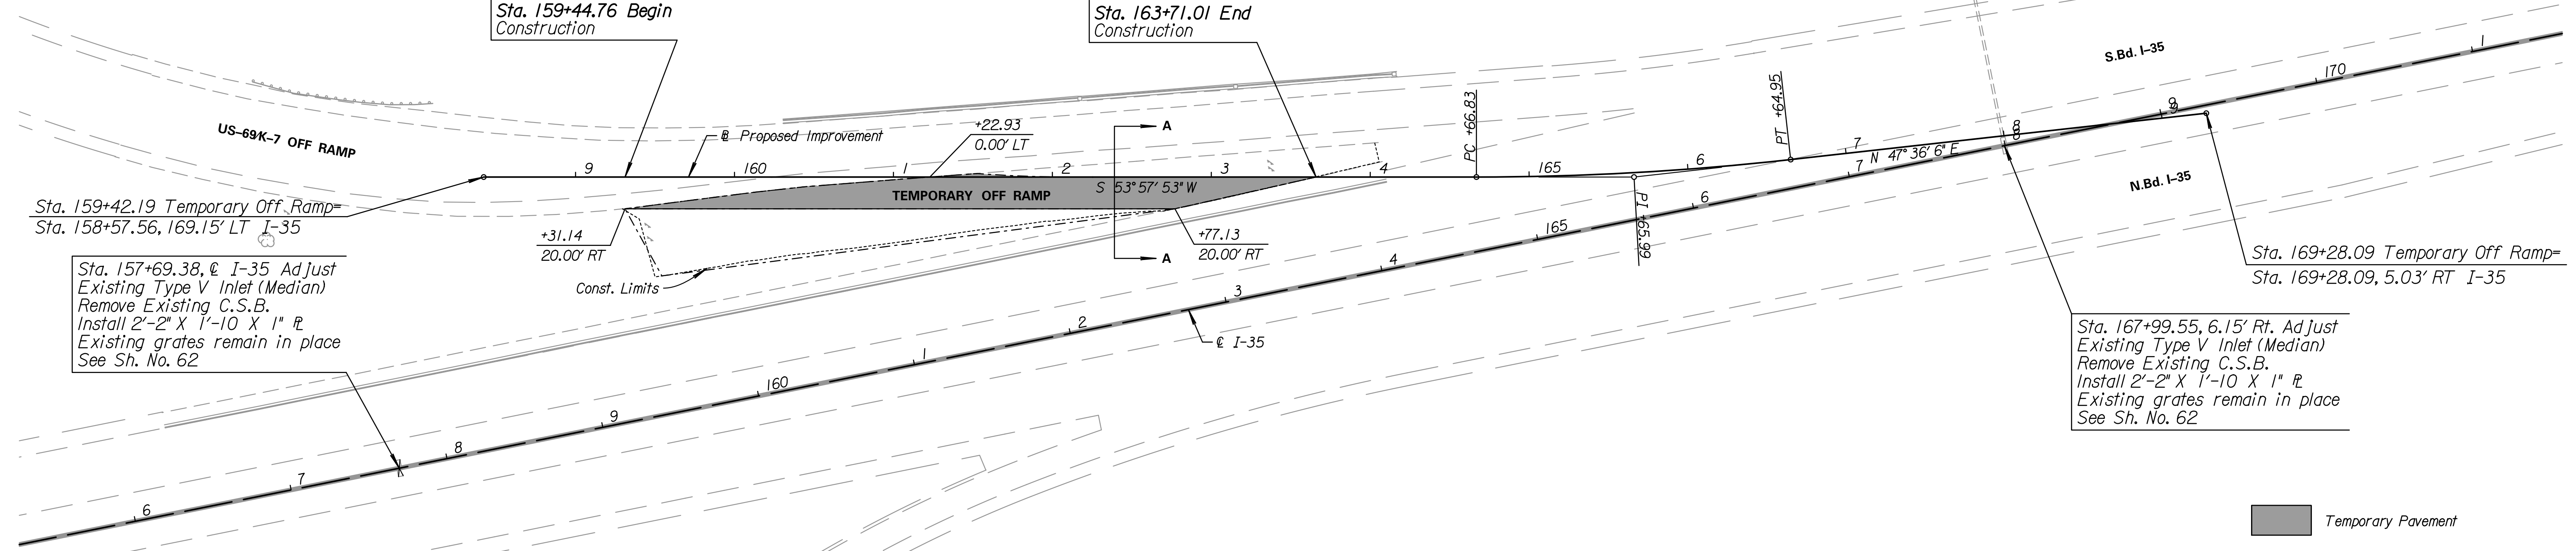 Sta. 159+44.76 Begin
Construction
Sta. 163+71.01 End
Construction
S.Bd. I-35
1
170
9
9
US-69/K-7 OFF RAMP
℄ Proposed Improvement
+22.93
0.00' LT
A
PC +66.83
PT +64.95
8
8
9
160
1
2
3
4
165
6
7
N 47°36'6" E
7
S 53°57'53" W
TEMPORARY OFF RAMP
N.Bd. I-35
Sta. 159+42.19 Temporary Off Ramp=
Sta. 158+57.56, 169.15' LT I-35
+31.14
20.00' RT
+77.13
20.00' RT
A
PI +65.99
6
165
4
3
2
1
160
9
8
7
6
Sta. 169+28.09 Temporary Off Ramp=
Sta. 169+28.09, 5.03' RT I-35
Sta. 157+69.38, ℄ I-35 Adjust
Existing Type V Inlet (Median)
Remove Existing C.S.B.
Install 2'-2" X 1'-10 X 1" ⅊
Existing grates remain in place
See Sh. No. 62
Const. Limits
℄ I-35
Sta. 167+99.55, 6.15' Rt. Adjust
Existing Type V Inlet (Median)
Remove Existing C.S.B.
Install 2'-2" X 1'-10 X 1" ⅊
Existing grates remain in place
See Sh. No. 62
Temporary Pavement